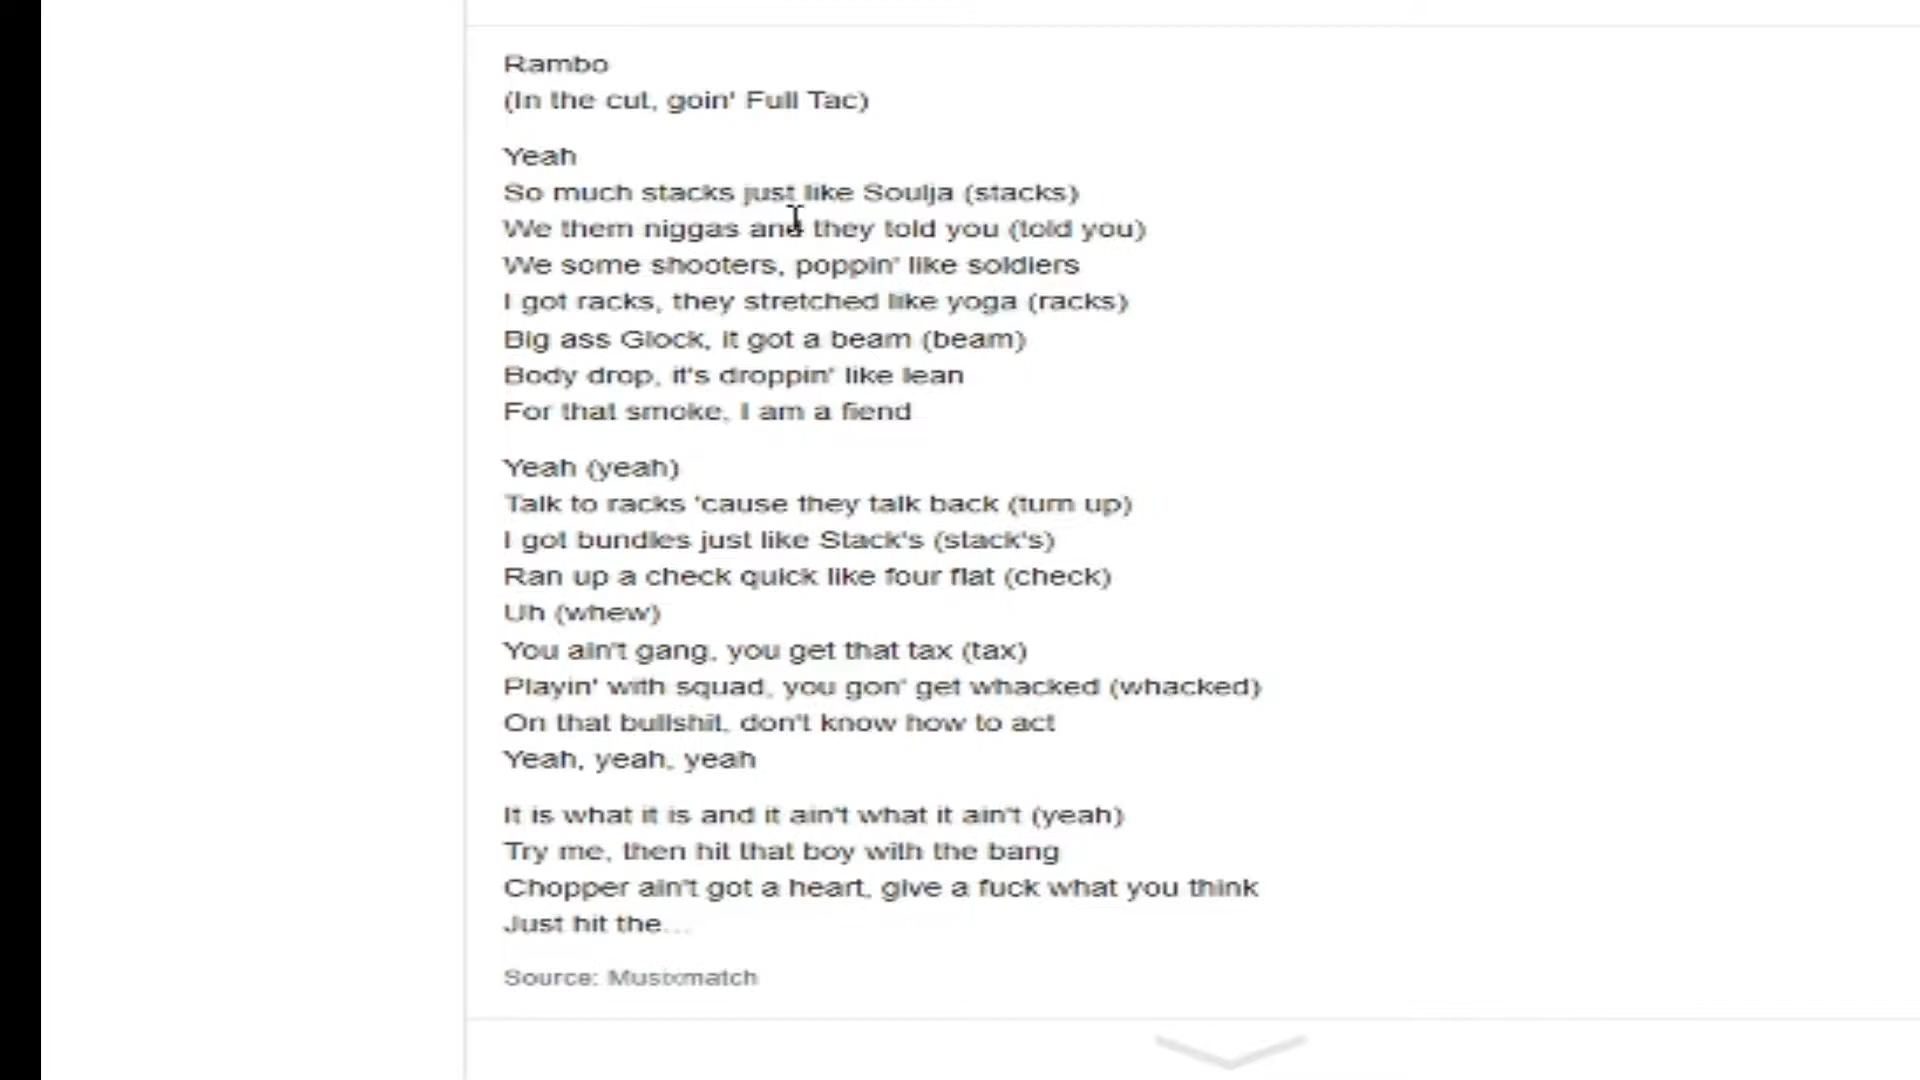 Rambo
(In the cut, goin' Full Tac)
Yeah
So much stacks just like Soulja (stacks)
We them niggas and they told you (told you)
We some shooters, poppin' like soldiers
I got racks, they stretched like yoga (racks)
Big ass Glock, it got a beam (beam)
Body drop, it's droppin' like lean
For that smoke, I am a fiend
Yeah (yeah)
Talk to racks 'cause they talk back (turn up)
I got bundles just like Stack's (stack's)
Ran up a check quick like four flat (check)
Uh (whew)
You ain't gang, you get that tax (tax)
Playin' with squad, you gon' get whacked (whacked)
On that bullshit, don't know how to act
Yeah, yeah, yeah
It is what it is and it ain't what it ain't (yeah)
Try me, then hit that boy with the bang
Chopper ain't got a heart, give a fuck what you think
Just hit the...
Source: Musixmatch